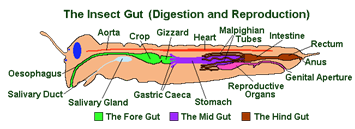 The Insect Gut (Digestion and Reproduction)
Aorta
Crop
Gizzard
Heart
Malpighian
Tubes
Intestine
Rectum
Anus
Genital Aperture
Oesophagus
Salivary Duct
Salivary Gland
Gastric Caeca
Stomach
Reproductive
Organs
The Fore Gut
The Mid Gut
The Hind Gut